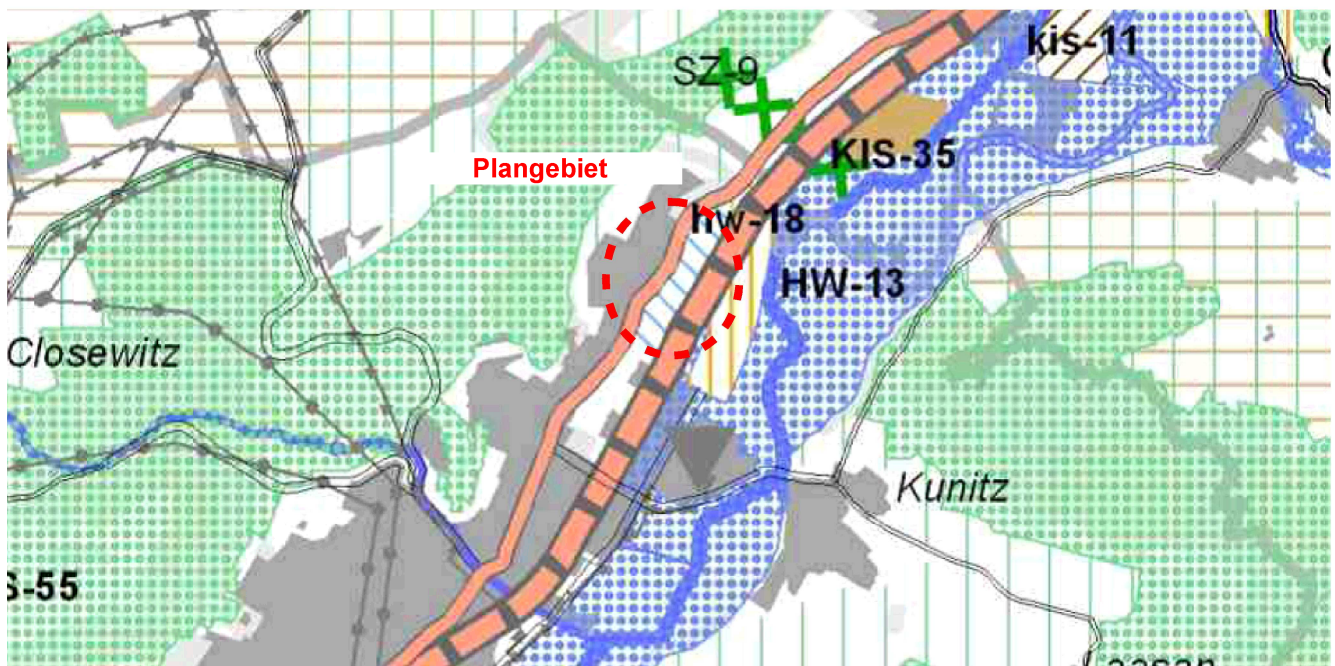 kis-11
SZ-9
KIS-35
Plangebiet
hw-18
HW-13
Closewitz
Kunitz
S-55